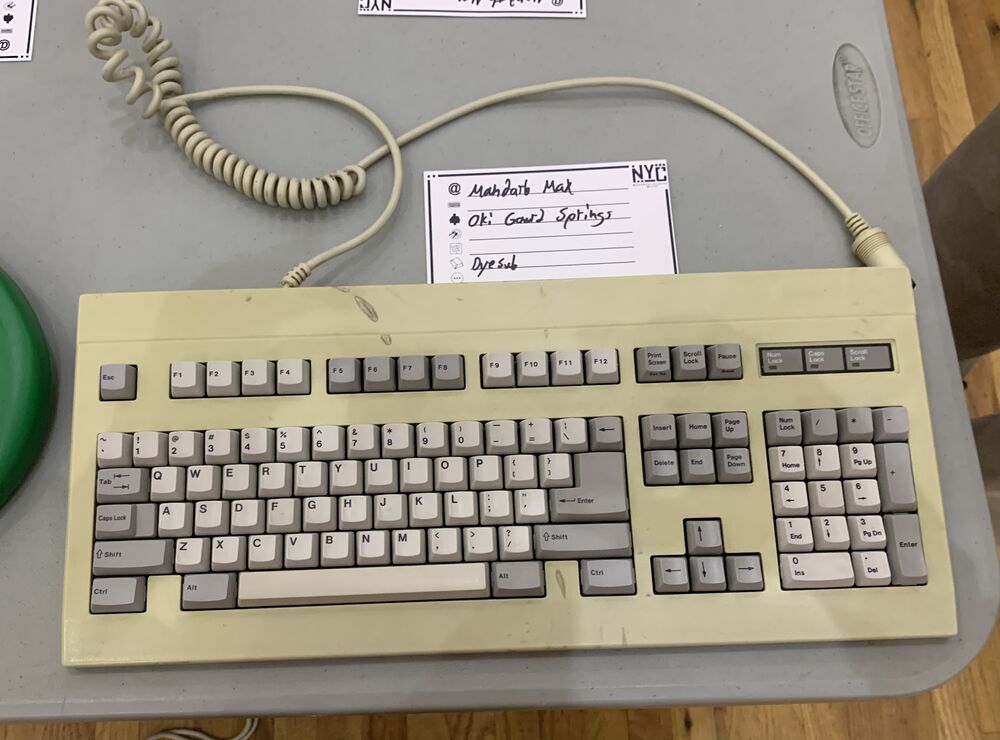 NYC
OFFICE STAR
NYC
@ Mandarb Mak
Oki Gourd Springs
Dyesub
Esc F1 F2 F3 F4 F5 F6 F7 F8 F9 F10 F11 F12 Print Screen Scroll Lock Pause Num Lock Caps Lock Scroll Lock
~ ` ! 1 @ 2 # 3 $ 4 % 5 ^ 6 & 7 * 8 ( 9 ) 0 _ - + = | \ ← Insert Home Page Up Num Lock / * -
Tab Q W E R T Y U I O P { [ } ] Delete End Page Down 7 Home 8 ↑ 9 Pg Up +
Caps Lock A S D F G H J K L : ; " ' Enter 4 ← 5 6 →
⇧ Shift Z X C V B N M < , > . ? / ⇧ Shift ↑ 1 End 2 ↓ 3 Pg Dn Enter
Ctrl Alt Alt Ctrl ← ↓ → 0 Ins . Del